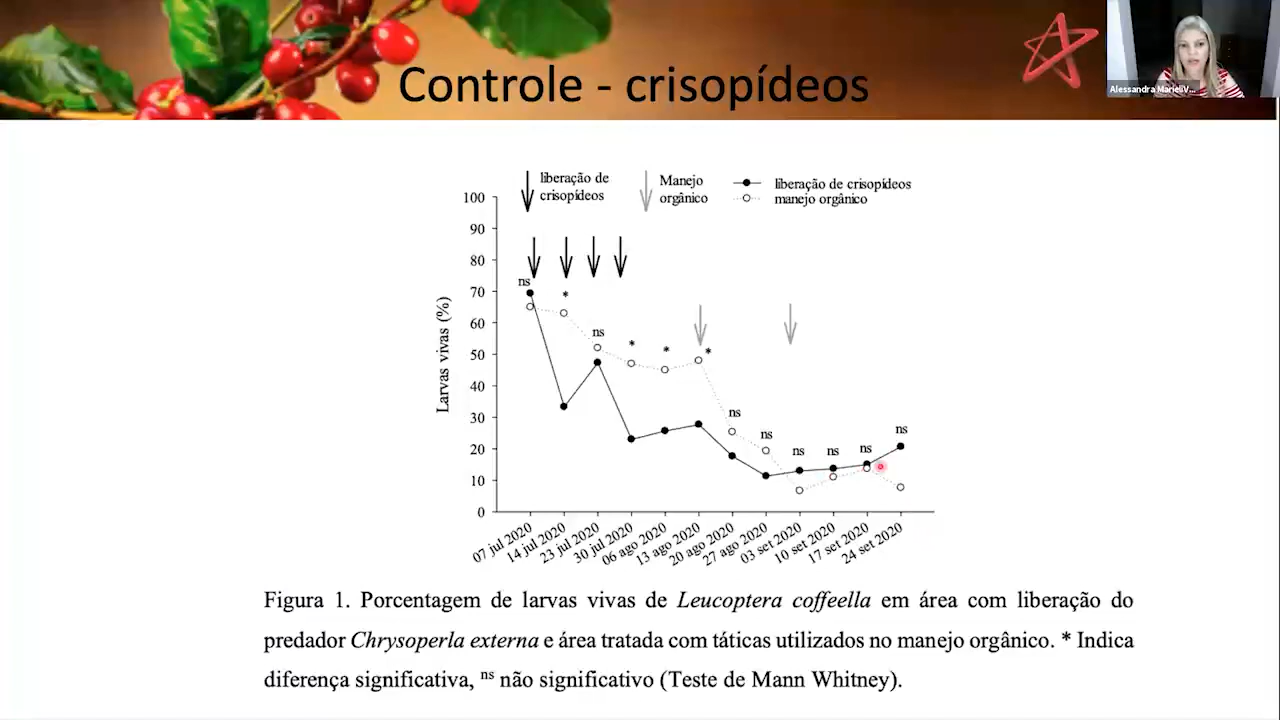 Controle - crisopídeos
Alessandra MarieliV...
liberação de
crisopídeos
Manejo
orgânico
liberação de crisopídeos
manejo orgânico
Larvas vivas (%)
100
90
80
70
60
50
40
30
20
10
0
ns
*
ns
*
*
*
ns
ns
ns
ns
ns
ns
07 jul 2020
14 jul 2020
23 jul 2020
30 jul 2020
06 ago 2020
13 ago 2020
20 ago 2020
27 ago 2020
03 set 2020
10 set 2020
17 set 2020
24 set 2020
Figura 1. Porcentagem de larvas vivas de Leucoptera coffeella em área com liberação do
predador Chrysoperla externa e área tratada com táticas utilizados no manejo orgânico. * Indica
diferença significativa, ns não significativo (Teste de Mann Whitney).